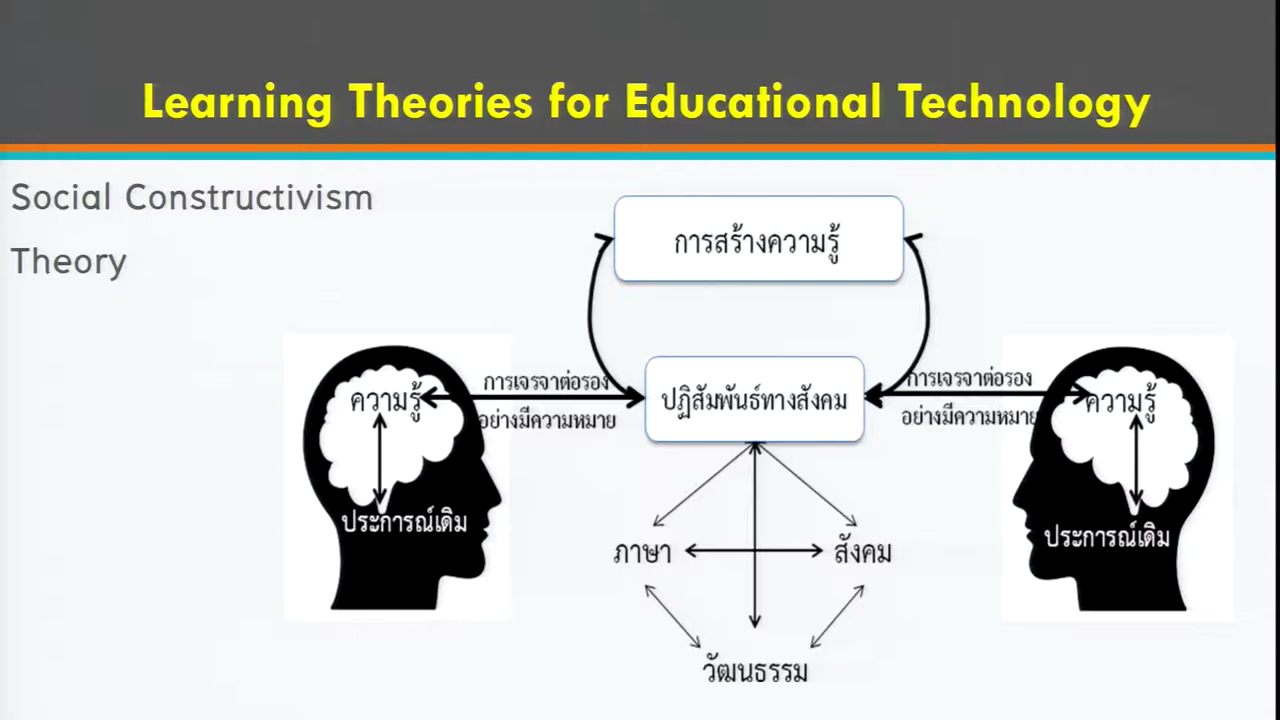 Learning Theories for Educational Technology
Social Constructivism
Theory
การสร้างความรู้
ความรู้
การเจรจาต่อรอง
อย่างมีความหมาย
ปฏิสัมพันธ์ทางสังคม
การเจรจาต่อรอง
อย่างมีความหมาย
ความรู้
ประการณ์เดิม
ประการณ์เดิม
ภาษา
สังคม
วัฒนธรรม